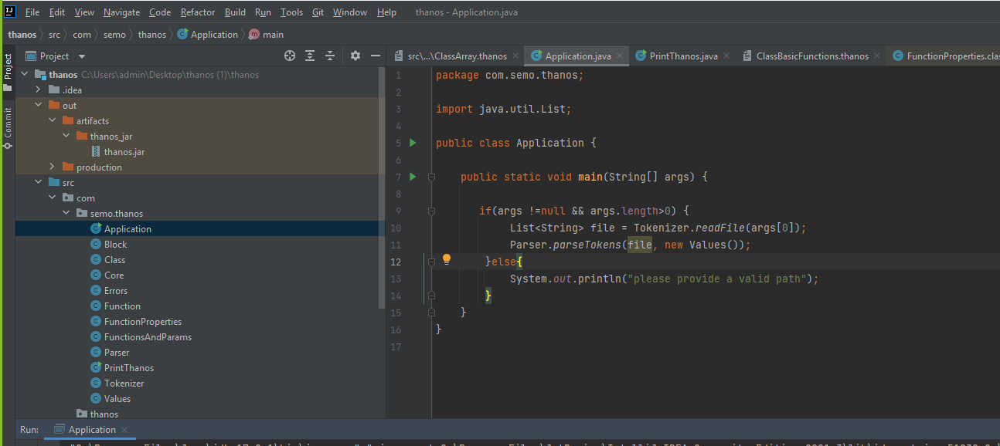 IJ File Edit View Navigate Code Refactor Build Run Tools Git Window Help thanos - Application.java
thanos src com semo thanos Application m main
Project
Commit
Project
thanos C:\Users\admin\Desktop\thanos (1)\thanos
.idea
out
artifacts
thanos_jar
thanos.jar
production
src
com
semo.thanos
Application
Block
Class
Core
Errors
Function
FunctionProperties
FunctionsAndParams
Parser
PrintThanos
Tokenizer
Values
thanos
src\...\ClassArray.thanos Application.java PrintThanos.java ClassBasicFunctions.thanos FunctionProperties.clas
1 package com.semo.thanos;
2
3 import java.util.List;
4
5 public class Application {
6
7 public static void main(String[] args) {
8
9 if(args !=null && args.length>0) {
10 List<String> file = Tokenizer.readFile(args[0]);
11 Parser.parseTokens(file, new Values());
12 }else{
13 System.out.println("please provide a valid path");
14 }
15 }
16 }
17
Run: Application